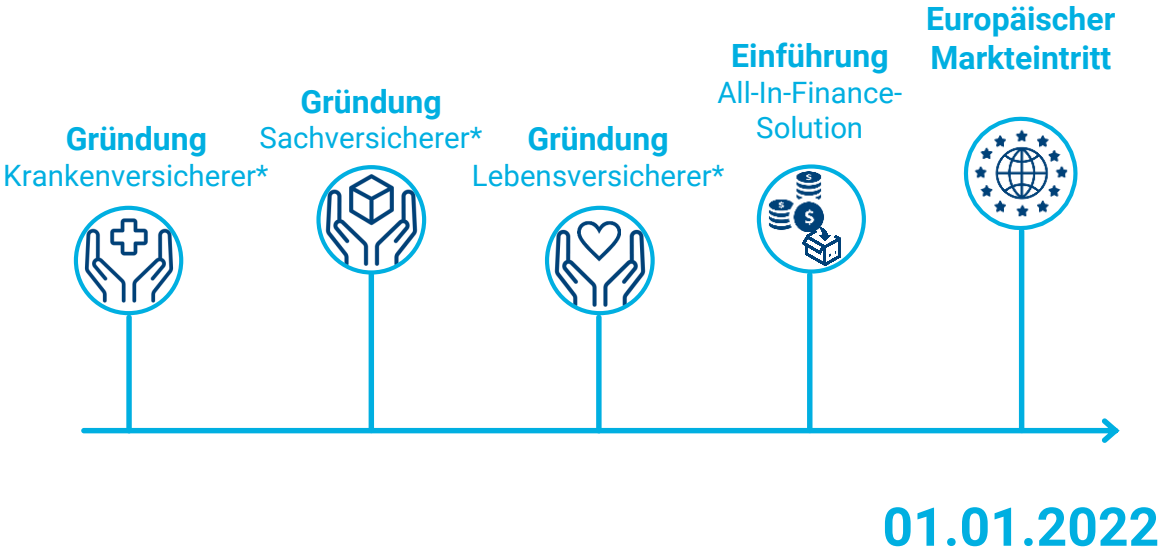 Gründung
Krankenversicherer*
Gründung
Sachversicherer*
Gründung
Lebensversicherer*
Einführung
All-In-Finance-
Solution
Europäischer
Markteintritt
$
$
$
01.01.2022